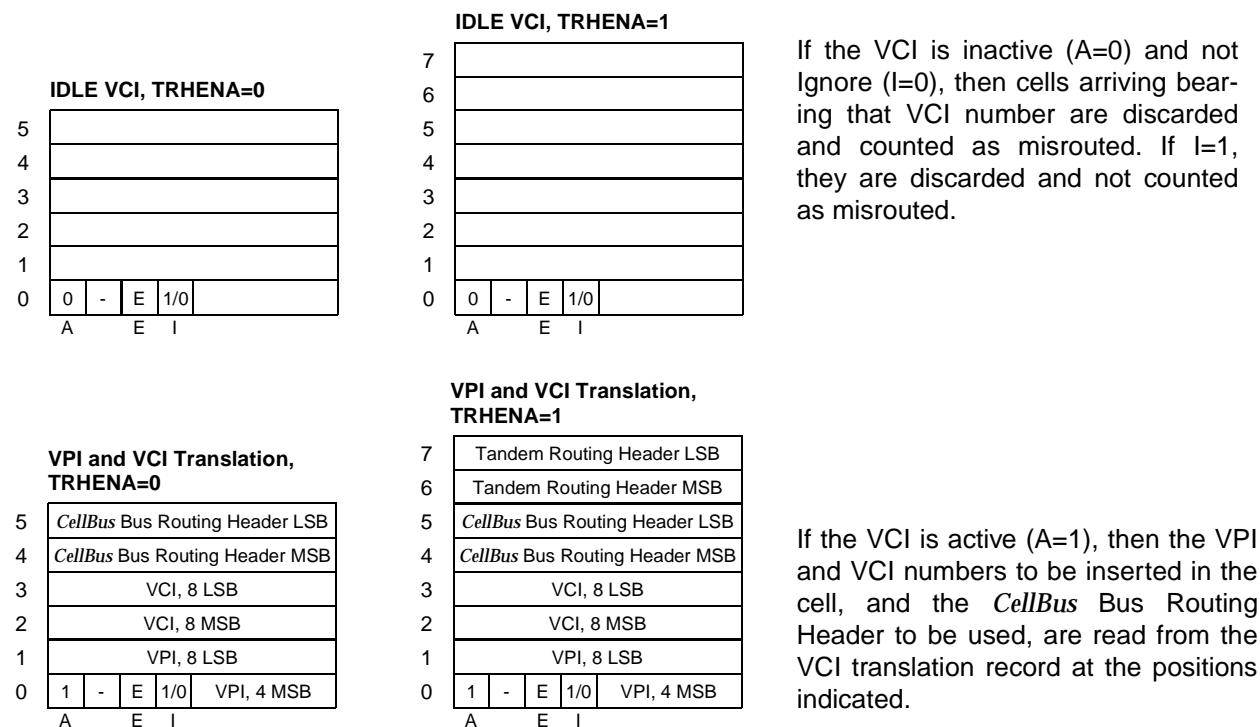 IDLE VCI, TRHENA=0
5
4
3
2
1
0 0 - E 1/0
A E I
IDLE VCI, TRHENA=1
7
6
5
4
3
2
1
0 0 - E 1/0
A E I
If the VCI is inactive (A=0) and not
Ignore (I=0), then cells arriving bear-
ing that VCI number are discarded
and counted as misrouted. If I=1,
they are discarded and not counted
as misrouted.
VPI and VCI Translation,
TRHENA=0
5 CellBus Bus Routing Header LSB
4 CellBus Bus Routing Header MSB
3 VCI, 8 LSB
2 VCI, 8 MSB
1 VPI, 8 LSB
0 1 - E 1/0 VPI, 4 MSB
A E I
VPI and VCI Translation,
TRHENA=1
7 Tandem Routing Header LSB
6 Tandem Routing Header MSB
5 CellBus Bus Routing Header LSB
4 CellBus Bus Routing Header MSB
3 VCI, 8 LSB
2 VCI, 8 MSB
1 VPI, 8 LSB
0 1 - E 1/0 VPI, 4 MSB
A E I
If the VCI is active (A=1), then the VPI
and VCI numbers to be inserted in the
cell, and the CellBus Bus Routing
Header to be used, are read from the
VCI translation record at the positions
indicated.